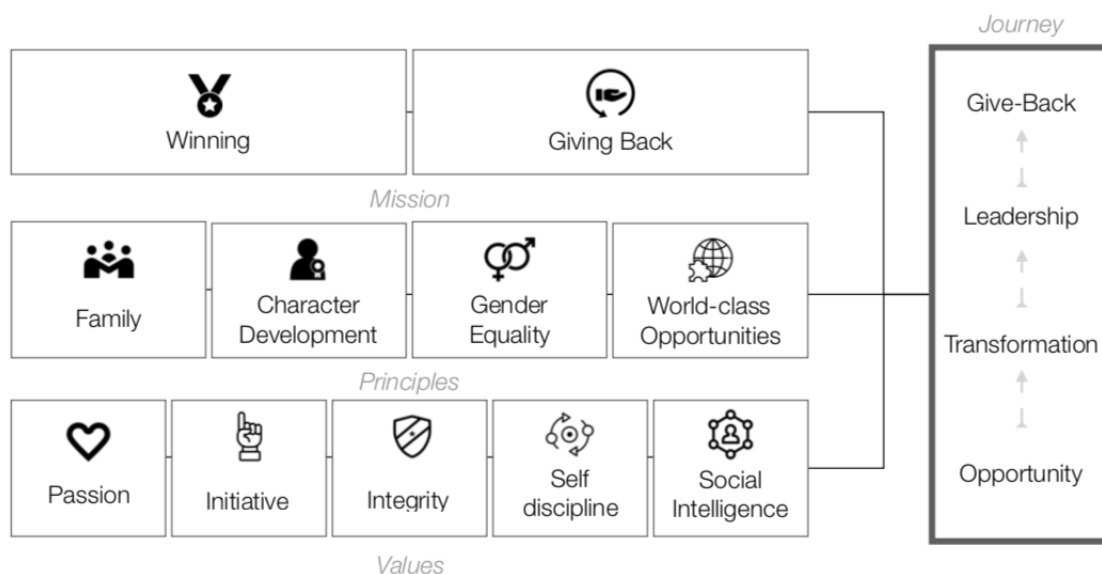 Journey
Winning
Giving Back
Give-Back
Mission
Leadership
Family
Character
Development
Gender
Equality
World-class
Opportunities
Transformation
Principles
Passion
Initiative
Integrity
Self
discipline
Social
Intelligence
Opportunity
Values